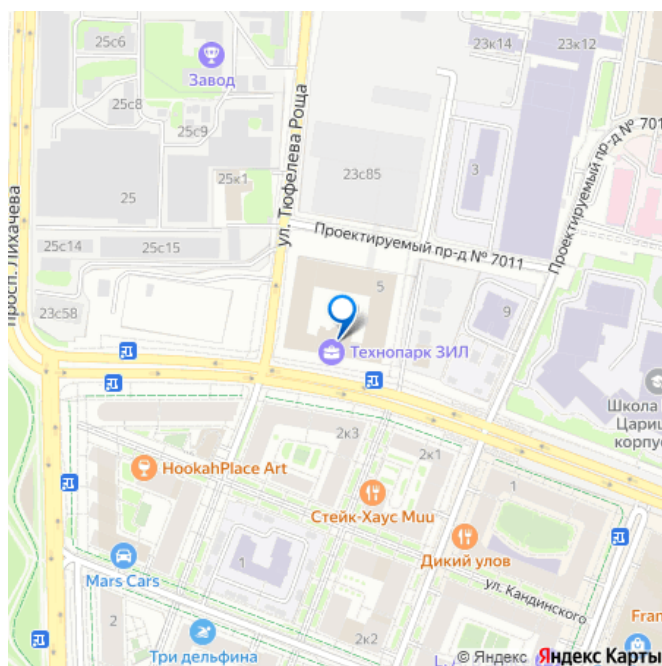 25с6
23к14
23к12
Завод
25с8
25с9
3
25к1
23с85
25
ул. Тюфелева Роща
Проектируемый пр-д № 701
просп. Лихачева
Проектируемый пр-д № 7011
25с14
25с15
5
23с58
9
Технопарк ЗИЛ
Школа
Цариц
корпус
2к3
2к1
HookahPlace Art
Стейк-Хаус Muu
1
Дикий улов
Mars Cars
1
ул. Кандинского
2
2к2
Fran
Три дельфина
© Яндекс Яндекс Карты